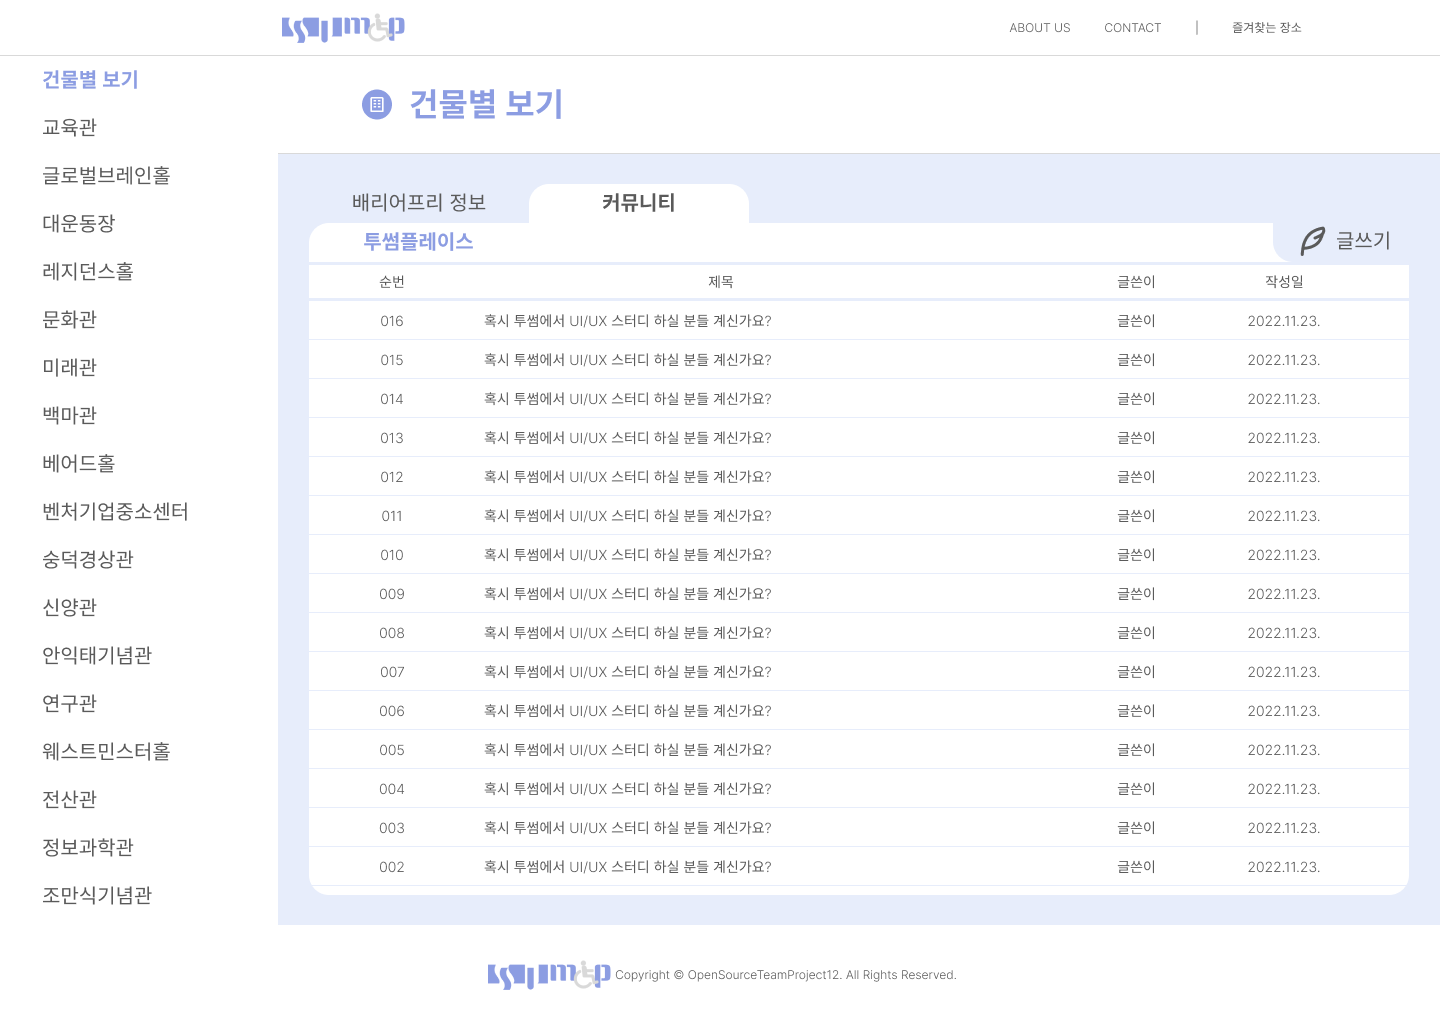 ABOUT US CONTACT | 즐겨찾는 장소
건물별 보기
교육관
글로벌브레인홀
대운동장
레지던스홀
문화관
미래관
백마관
베어드홀
벤처기업중소센터
숭덕경상관
신양관
안익태기념관
연구관
웨스트민스터홀
전산관
정보과학관
조만식기념관
건물별 보기
배리어프리 정보 커뮤니티
투썸플레이스 글쓰기
순번 제목 글쓴이 작성일
016 혹시 투썸에서 UI/UX 스터디 하실 분들 계신가요? 글쓴이 2022.11.23.
015 혹시 투썸에서 UI/UX 스터디 하실 분들 계신가요? 글쓴이 2022.11.23.
014 혹시 투썸에서 UI/UX 스터디 하실 분들 계신가요? 글쓴이 2022.11.23.
013 혹시 투썸에서 UI/UX 스터디 하실 분들 계신가요? 글쓴이 2022.11.23.
012 혹시 투썸에서 UI/UX 스터디 하실 분들 계신가요? 글쓴이 2022.11.23.
011 혹시 투썸에서 UI/UX 스터디 하실 분들 계신가요? 글쓴이 2022.11.23.
010 혹시 투썸에서 UI/UX 스터디 하실 분들 계신가요? 글쓴이 2022.11.23.
009 혹시 투썸에서 UI/UX 스터디 하실 분들 계신가요? 글쓴이 2022.11.23.
008 혹시 투썸에서 UI/UX 스터디 하실 분들 계신가요? 글쓴이 2022.11.23.
007 혹시 투썸에서 UI/UX 스터디 하실 분들 계신가요? 글쓴이 2022.11.23.
006 혹시 투썸에서 UI/UX 스터디 하실 분들 계신가요? 글쓴이 2022.11.23.
005 혹시 투썸에서 UI/UX 스터디 하실 분들 계신가요? 글쓴이 2022.11.23.
004 혹시 투썸에서 UI/UX 스터디 하실 분들 계신가요? 글쓴이 2022.11.23.
003 혹시 투썸에서 UI/UX 스터디 하실 분들 계신가요? 글쓴이 2022.11.23.
002 혹시 투썸에서 UI/UX 스터디 하실 분들 계신가요? 글쓴이 2022.11.23.
Copyright © OpenSourceTeamProject12. All Rights Reserved.